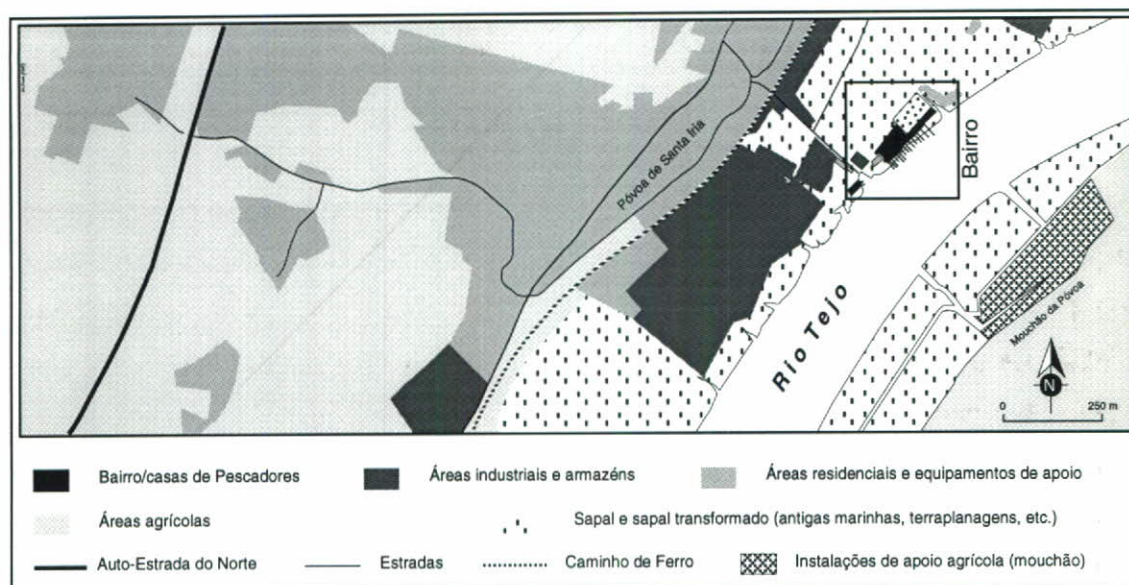 Póvoa de Santa Iria
Bairro
Rio Tejo
Mouchão da Póvoa
N
0 250 m
Bairro/casas de Pescadores
Áreas industriais e armazéns
Áreas residenciais e equipamentos de apoio
Áreas agrícolas
Sapal e sapal transformado (antigas marinhas, terraplanagens, etc.)
Auto-Estrada do Norte
Estradas
Caminho de Ferro
Instalações de apoio agrícola (mouchão)